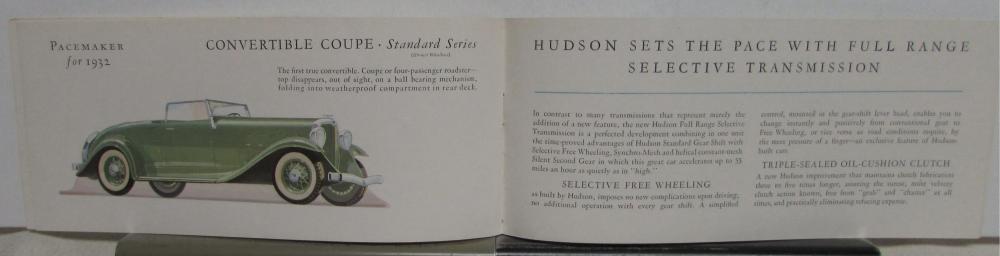 PACEMAKER
for 1932
CONVERTIBLE COUPE · Standard Series
The first true convertible. Coupe or four-passenger roadster—
top disappears, out of sight, on a ball bearing mechanism,
folding into weatherproof compartment in rear deck.
HUDSON SETS THE PACE WITH FULL RANGE
SELECTIVE TRANSMISSION
In contrast to many transmissions that represent merely the
addition of a new feature, the new Hudson Full Range Selective
Transmission is a perfected development combining in one unit
the time-proved advantages of Hudson Standard Gear Shift with
Selective Free Wheeling, Synchro-Mesh and helical constant-mesh
Silent Second Gear in which this great car accelerates up to 55
miles an hour as quietly as in "high."
SELECTIVE FREE WHEELING
as built by Hudson, imposes no new complications upon driving;
no additional operation with every gear shift. A simplified
control, mounted in the gear-shift lever head, enables you to
change instantly and positively from conventional gear to
Free Wheeling, or vice versa as road conditions require, by
the mere pressure of a finger—an exclusive feature of Hudson-
built cars.
TRIPLE-SEALED OIL-CUSHION CLUTCH
A new Hudson improvement that maintains clutch lubrication
three to five times longer, assuring the sunae, mile velvety
clutch action known, free from "grab" and "chatter" at all
times, and practically eliminating refacing expense.